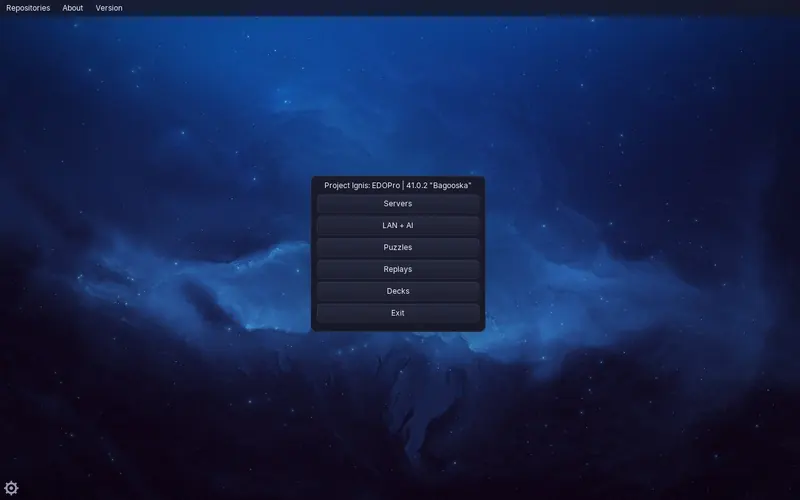 Repositories About Version
Project Ignis: EDOPro | 41.0.2 "Bagooska"
Servers
LAN + AI
Puzzles
Replays
Decks
Exit